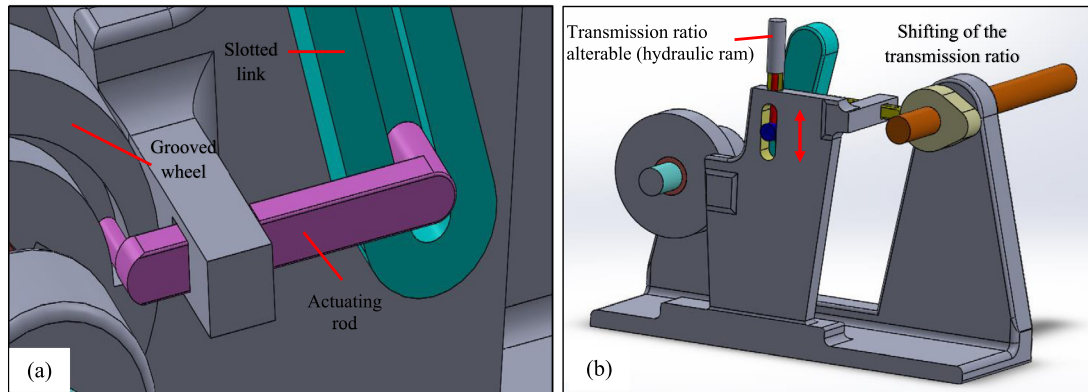 Slotted
link
Grooved
wheel
Actuating
rod
(a)
Transmission ratio
alterable (hydraulic ram)
Shifting of the
transmission ratio
(b)